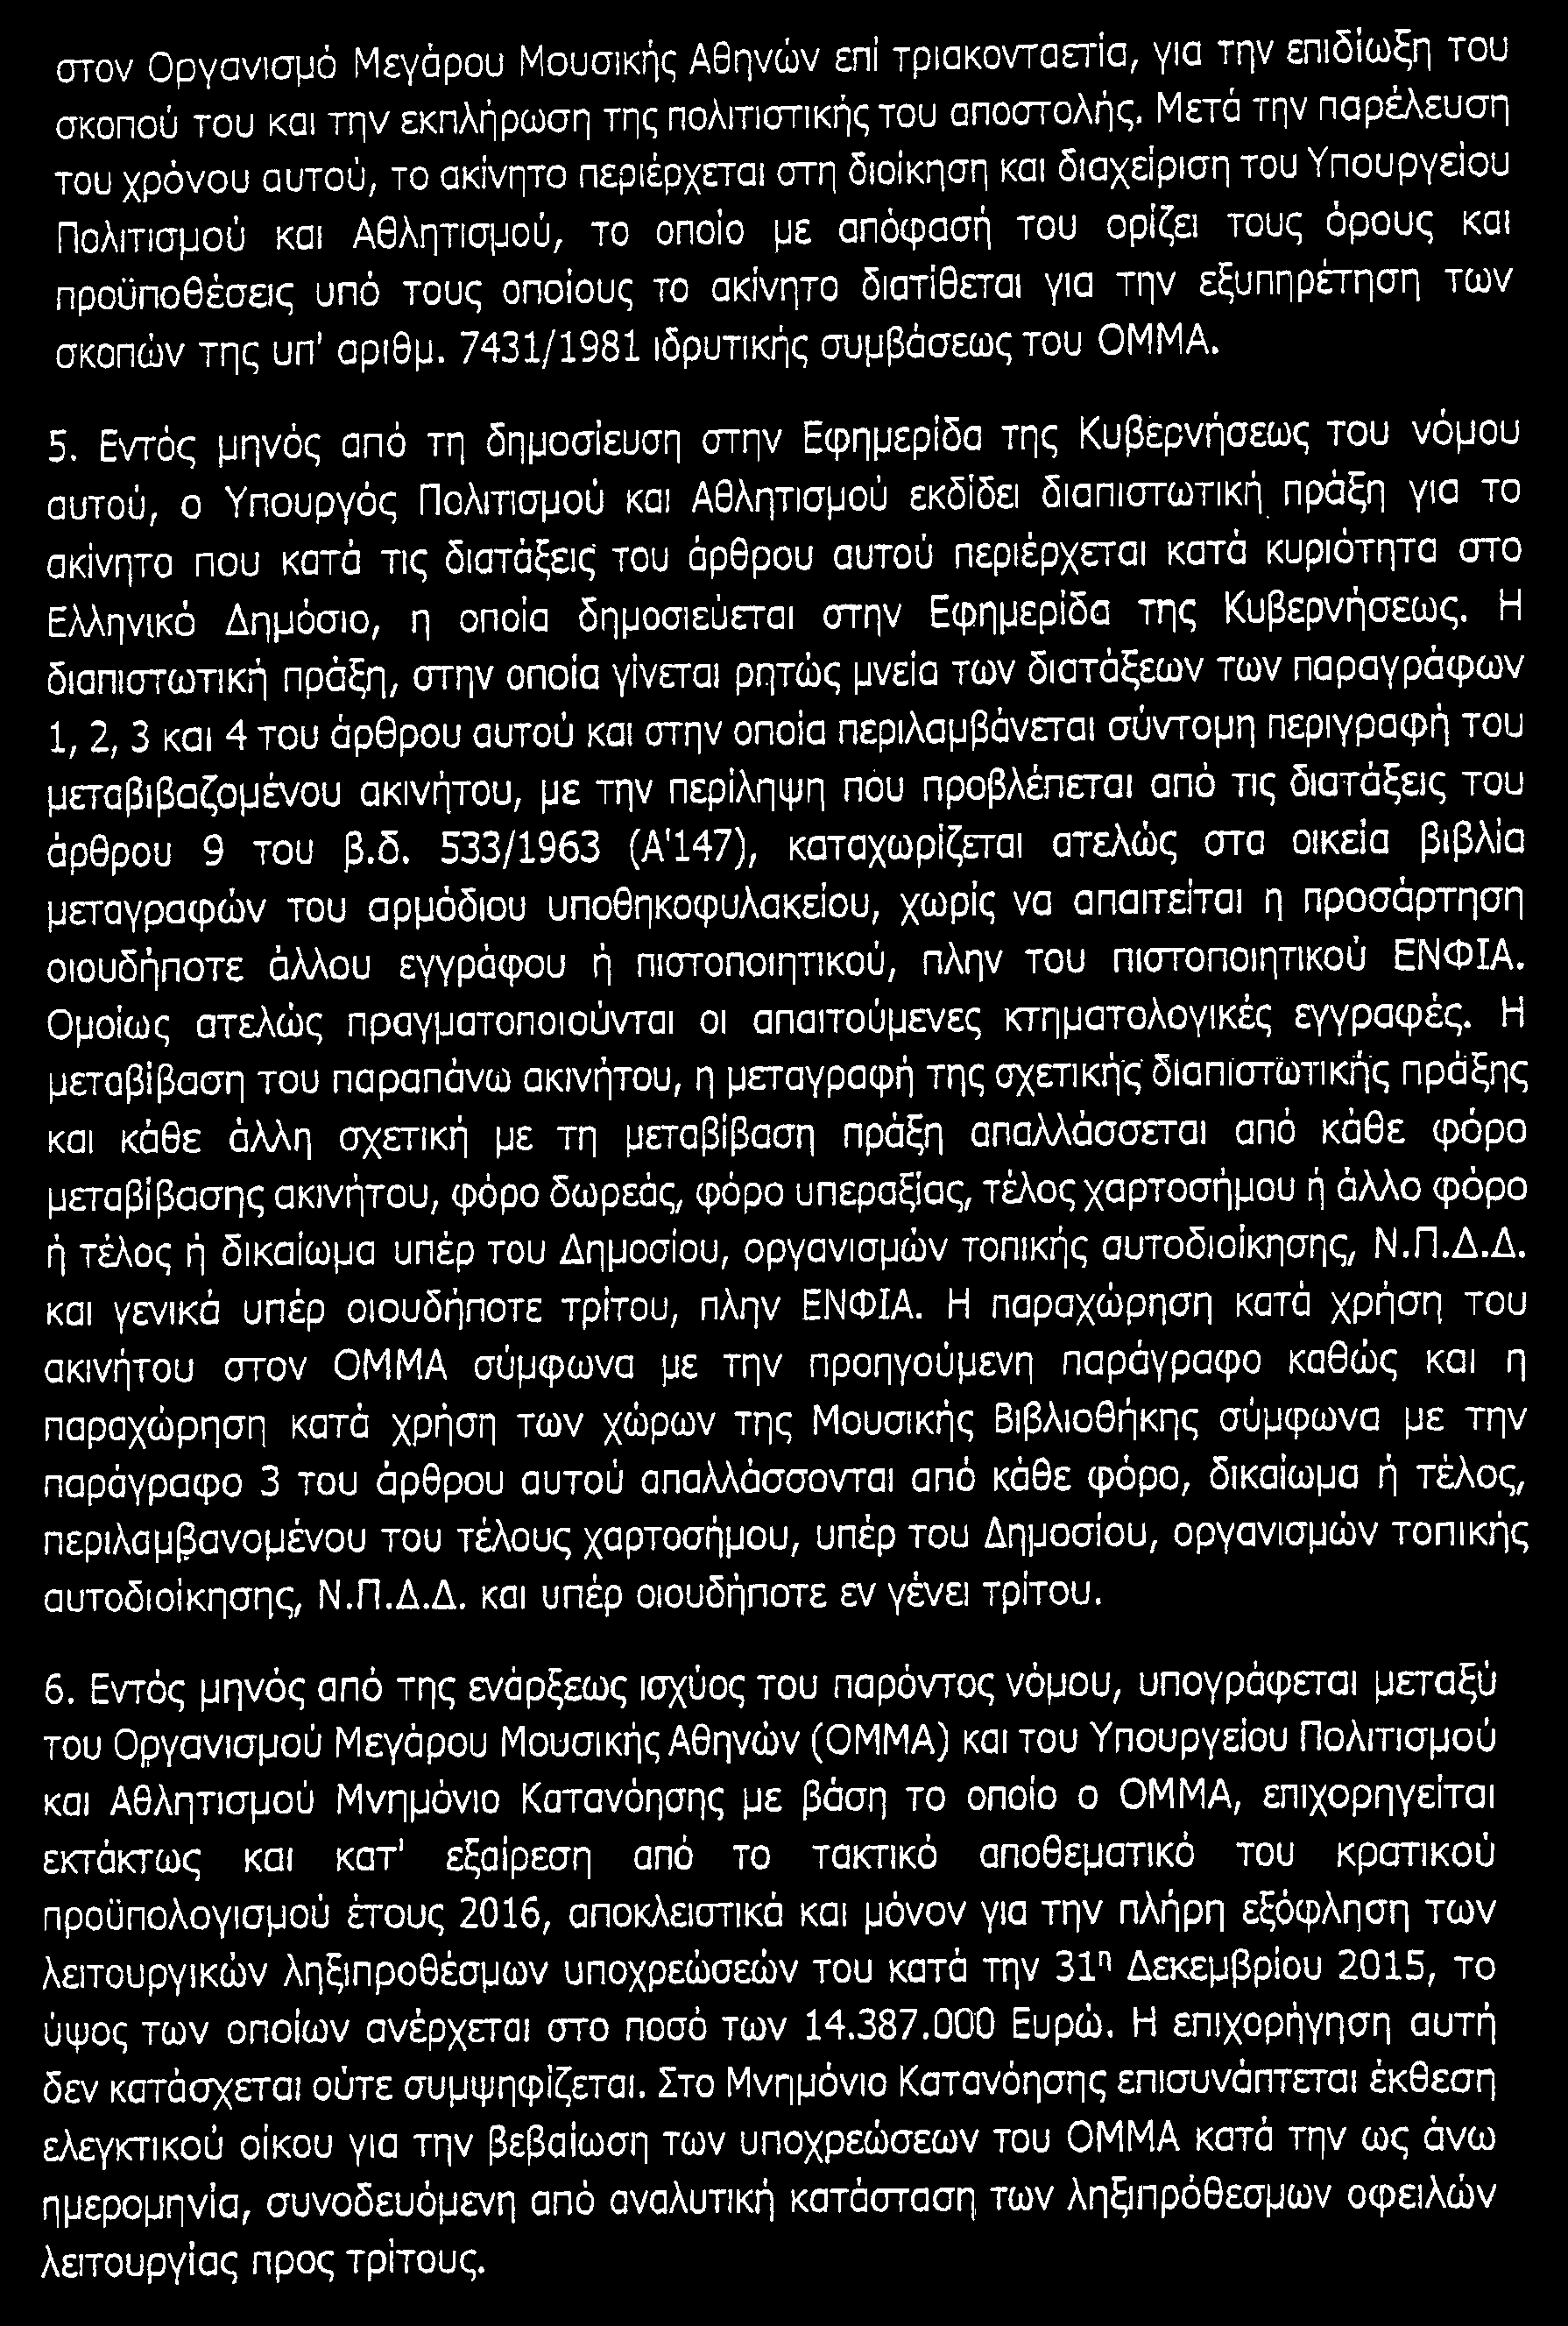 στον Οργανισμό Μεγάρου Μουσικής Αθηνών επί τριακονταετία, για την επιδίωξη του
σκοπού του και την εκπλήρωση της πολιτιστικής του αποστολής. Μετά την παρέλευση
του χρόνου αυτού, το ακίνητο περιέρχεται στη διοίκηση και διαχείριση του Υπουργείου
Πολιτισμού και Αθλητισμού, το οποίο με απόφασή του ορίζει τους όρους και
προϋποθέσεις υπό τους οποίους το ακίνητο διατίθεται για την εξυπηρέτηση των
σκοπών της υπ' αριθμ. 7431/1981 ιδρυτικής συμβάσεως του ΟΜΜΑ.
5. Εντός μηνός από τη δημοσίευση στην Εφημερίδα της Κυβερνήσεως του νόμου
αυτού, ο Υπουργός Πολιτισμού και Αθλητισμού εκδίδει διαπιστωτική πράξη για το
ακίνητο που κατά τις διατάξεις του άρθρου αυτού περιέρχεται κατά κυριότητα στο
Ελληνικό Δημόσιο, η οποία δημοσιεύεται στην Εφημερίδα της Κυβερνήσεως. Η
διαπιστωτική πράξη, στην οποία γίνεται ρητώς μνεία των διατάξεων των παραγράφων
1, 2, 3 και 4 του άρθρου αυτού και στην οποία περιλαμβάνεται σύντομη περιγραφή του
μεταβιβαζομένου ακινήτου, με την περίληψη που προβλέπεται από τις διατάξεις του
άρθρου 9 του β.δ. 533/1963 (Α'147), καταχωρίζεται ατελώς στα οικεία βιβλία
μεταγραφών του αρμόδιου υποθηκοφυλακείου, χωρίς να απαιτείται η προσάρτηση
οιουδήποτε άλλου εγγράφου ή πιστοποιητικού, πλην του πιστοποιητικού ΕΝΦΙΑ.
Ομοίως ατελώς πραγματοποιούνται οι απαιτούμενες κτηματολογικές εγγραφές. Η
μεταβίβαση του παραπάνω ακινήτου, η μεταγραφή της σχετικής διαπιστωτικής πράξης
και κάθε άλλη σχετική με τη μεταβίβαση πράξη απαλλάσσεται από κάθε φόρο
μεταβίβασης ακινήτου, φόρο δωρεάς, φόρο υπεραξίας, τέλος χαρτοσήμου ή άλλο φόρο
ή τέλος ή δικαίωμα υπέρ του Δημοσίου, οργανισμών τοπικής αυτοδιοίκησης, Ν.Π.Δ.Δ.
και γενικά υπέρ οιουδήποτε τρίτου, πλην ΕΝΦΙΑ. Η παραχώρηση κατά χρήση του
ακινήτου στον ΟΜΜΑ σύμφωνα με την προηγούμενη παράγραφο καθώς και η
παραχώρηση κατά χρήση των χώρων της Μουσικής Βιβλιοθήκης σύμφωνα με την
παράγραφο 3 του άρθρου αυτού απαλλάσσονται από κάθε φόρο, δικαίωμα ή τέλος,
περιλαμβανομένου του τέλους χαρτοσήμου, υπέρ του Δημοσίου, οργανισμών τοπικής
αυτοδιοίκησης, Ν.Π.Δ.Δ. και υπέρ οιουδήποτε εν γένει τρίτου.
6. Εντός μηνός από της ενάρξεως ισχύος του παρόντος νόμου, υπογράφεται μεταξύ
του Οργανισμού Μεγάρου Μουσικής Αθηνών (ΟΜΜΑ) και του Υπουργείου Πολιτισμού
και Αθλητισμού Μνημόνιο Κατανόησης με βάση το οποίο ο ΟΜΜΑ, επιχορηγείται
εκτάκτως και κατ' εξαίρεση από το τακτικό αποθεματικό του κρατικού
προϋπολογισμού έτους 2016, αποκλειστικά και μόνον για την πλήρη εξόφληση των
λειτουργικών ληξιπροθέσμων υποχρεώσεών του κατά την 31η Δεκεμβρίου 2015, το
ύψος των οποίων ανέρχεται στο ποσό των 14.387.000 Ευρώ. Η επιχορήγηση αυτή
δεν κατάσχεται ούτε συμψηφίζεται. Στο Μνημόνιο Κατανόησης επισυνάπτεται έκθεση
ελεγκτικού οίκου για την βεβαίωση των υποχρεώσεων του ΟΜΜΑ κατά την ως άνω
ημερομηνία, συνοδευόμενη από αναλυτική κατάσταση των ληξιπρόθεσμων οφειλών
λειτουργίας προς τρίτους.